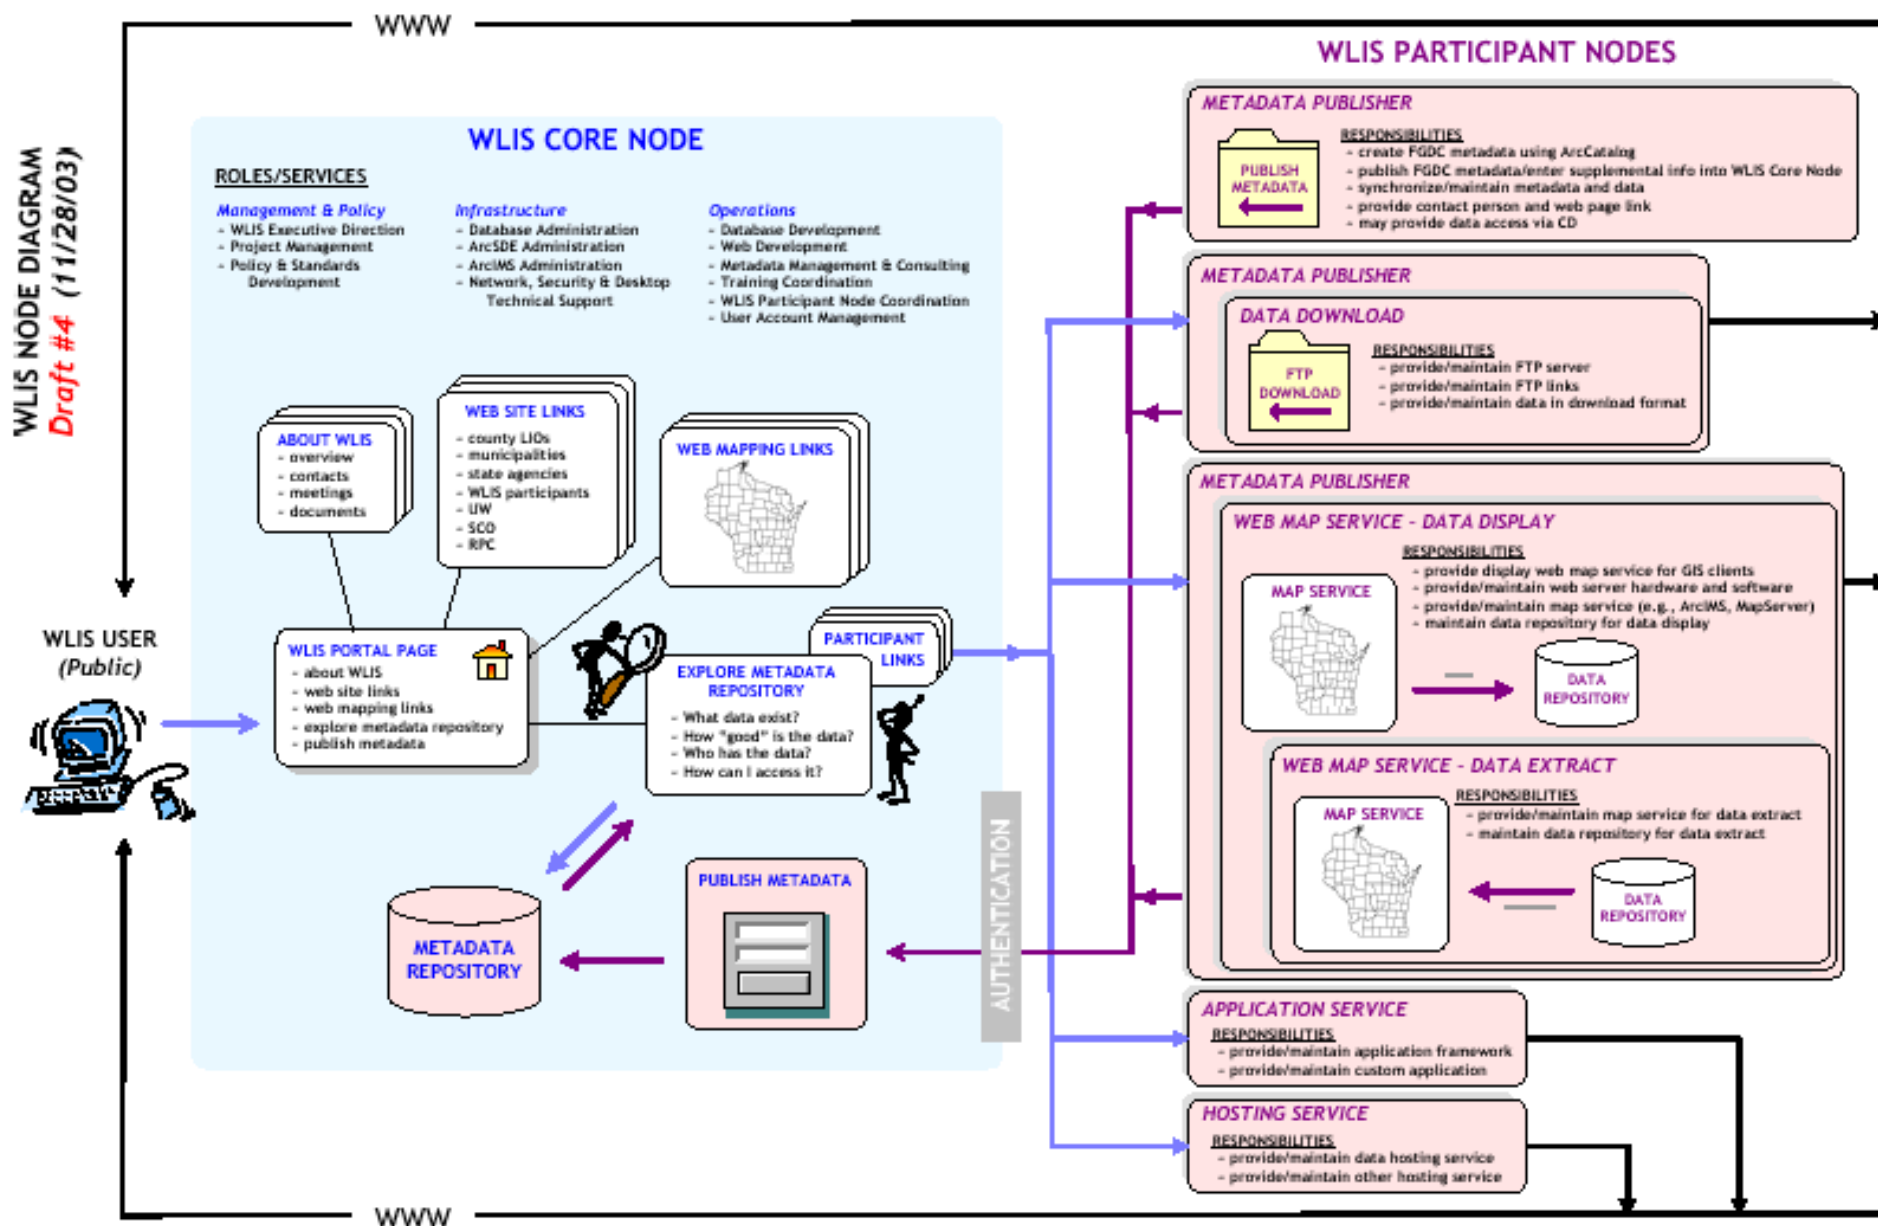 WWW
WLIS NODE DIAGRAM
Draft #4 (11/28/03)
WLIS USER
(Public)
WLIS CORE NODE
ROLES/SERVICES
Management & Policy
- WLIS Executive Direction
- Project Management
- Policy & Standards
Development
Infrastructure
- Database Administration
- ArcSDE Administration
- ArcIMS Administration
- Network, Security & Desktop
Technical Support
Operations
- Database Development
- Web Development
- Metadata Management & Consulting
- Training Coordination
- WLIS Participant Node Coordination
- User Account Management
ABOUT WLIS
- overview
- contacts
- meetings
- documents
WEB SITE LINKS
- county LIOs
- municipalities
- state agencies
- WLIS participants
- UW
- SCO
- RPC
WEB MAPPING LINKS
WLIS PORTAL PAGE
- about WLIS
- web site links
- web mapping links
- explore metadata repository
- publish metadata
PARTICIPANT
LINKS
EXPLORE METADATA
REPOSITORY
- What data exist?
- How "good" is the data?
- Who has the data?
- How can I access it?
METADATA
REPOSITORY
PUBLISH METADATA
AUTHENTICATION
WLIS PARTICIPANT NODES
METADATA PUBLISHER
PUBLISH
METADATA
RESPONSIBILITIES
- create FGDC metadata using ArcCatalog
- publish FGDC metadata/enter supplemental info into WLIS Core Node
- synchronize/maintain metadata and data
- provide contact person and web page link
- may provide data access via CD
METADATA PUBLISHER
DATA DOWNLOAD
FTP
DOWNLOAD
RESPONSIBILITIES
- provide/maintain FTP server
- provide/maintain FTP links
- provide/maintain data in download format
METADATA PUBLISHER
WEB MAP SERVICE - DATA DISPLAY
RESPONSIBILITIES
- provide display web map service for GIS clients
- provide/maintain web server hardware and software
- provide/maintain map service (e.g., ArcIMS, MapServer)
- maintain data repository for data display
MAP SERVICE
DATA
REPOSITORY
WEB MAP SERVICE - DATA EXTRACT
RESPONSIBILITIES
- provide/maintain map service for data extract
- maintain data repository for data extract
MAP SERVICE
DATA
REPOSITORY
APPLICATION SERVICE
RESPONSIBILITIES
- provide/maintain application framework
- provide/maintain custom application
HOSTING SERVICE
RESPONSIBILITIES
- provide/maintain data hosting service
- provide/maintain other hosting service
WWW